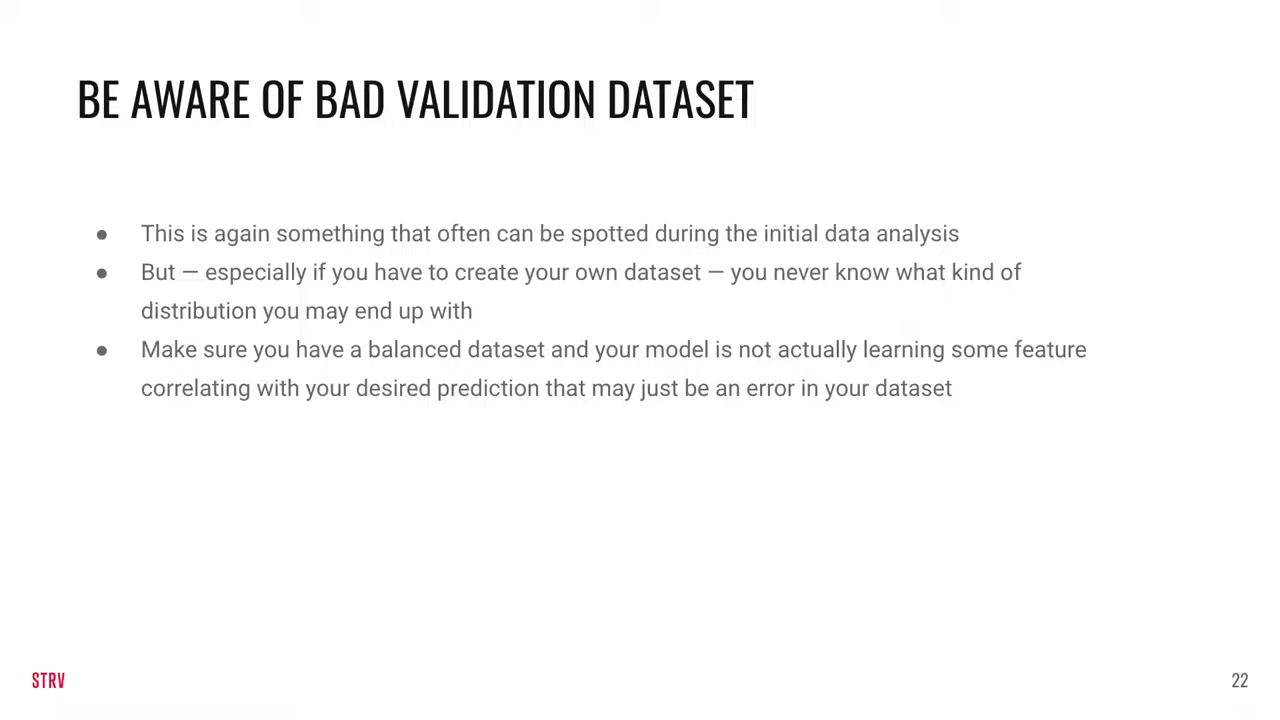 BE AWARE OF BAD VALIDATION DATASET
● This is again something that often can be spotted during the initial data analysis
● But — especially if you have to create your own dataset — you never know what kind of
distribution you may end up with
● Make sure you have a balanced dataset and your model is not actually learning some feature
correlating with your desired prediction that may just be an error in your dataset
STRV
22